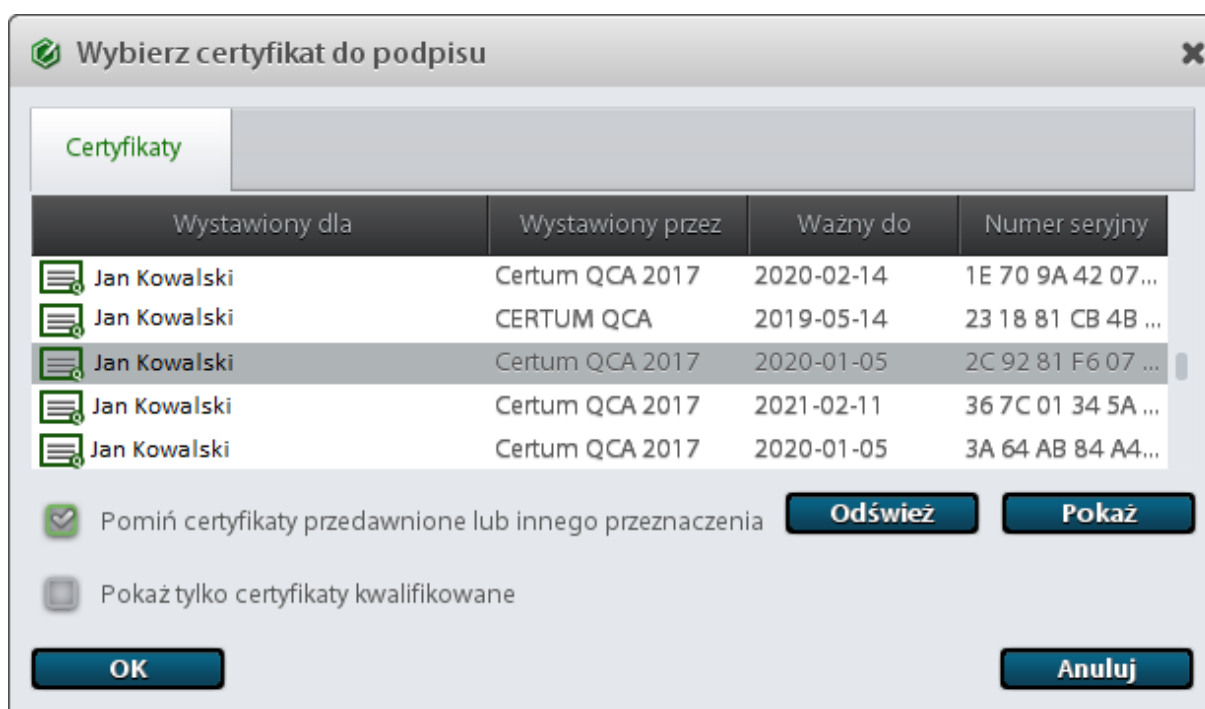 Wybierz certyfikat do podpisu
Certyfikaty
Wystawiony dla Wystawiony przez Ważny do Numer seryjny
Jan Kowalski Certum QCA 2017 2020-02-14 1E 70 9A 42 07...
Jan Kowalski CERTUM QCA 2019-05-14 23 18 81 CB 4B ...
Jan Kowalski Certum QCA 2017 2020-01-05 2C 92 81 F6 07 ...
Jan Kowalski Certum QCA 2017 2021-02-11 36 7C 01 34 5A ...
Jan Kowalski Certum QCA 2017 2020-01-05 3A 64 AB 84 A4...
Pomiń certyfikaty przedawnione lub innego przeznaczenia Odśwież Pokaż
Pokaż tylko certyfikaty kwalifikowane
OK Anuluj